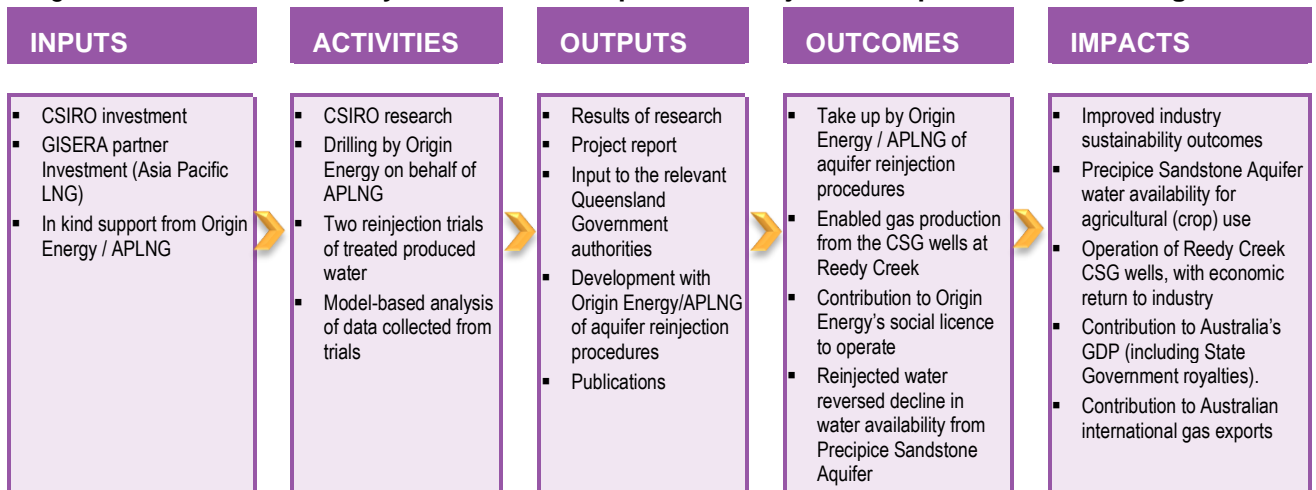 INPUTS
▪ CSIRO investment
▪ GISERA partner
Investment (Asia Pacific
LNG)
▪ In kind support from Origin
Energy / APLNG
ACTIVITIES
▪ CSIRO research
▪ Drilling by Origin
Energy on behalf of
APLNG
▪ Two reinjection trials
of treated produced
water
▪ Model-based analysis
of data collected from
trials
OUTPUTS
▪ Results of research
▪ Project report
▪ Input to the relevant
Queensland
Government
authorities
▪ Development with
Origin Energy/APLNG
of aquifer reinjection
procedures
▪ Publications
OUTCOMES
▪ Take up by Origin
Energy / APLNG of
aquifer reinjection
procedures
▪ Enabled gas production
from the CSG wells at
Reedy Creek
▪ Contribution to Origin
Energy's social licence
to operate
▪ Reinjected water
reversed decline in
water availability from
Precipice Sandstone
Aquifer
IMPACTS
▪ Improved industry
sustainability outcomes
▪ Precipice Sandstone Aquifer
water availability for
agricultural (crop) use
▪ Operation of Reedy Creek
CSG wells, with economic
return to industry
▪ Contribution to Australia's
GDP (including State
Government royalties).
▪ Contribution to Australian
international gas exports